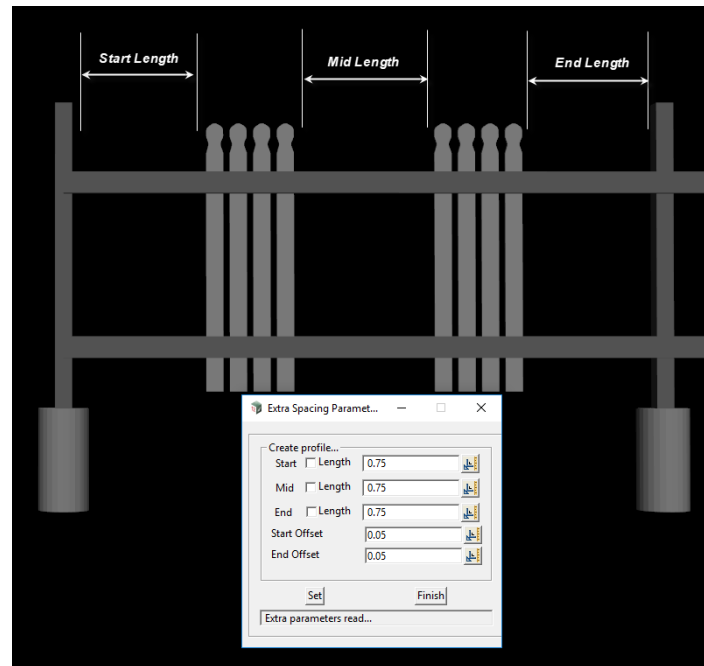 Start Length
Mid Length
End Length
Extra Spacing Paramet...
Create profile...
Start Length 0.75
Mid Length 0.75
End Length 0.75
Start Offset 0.05
End Offset 0.05
Set Finish
Extra parameters read...